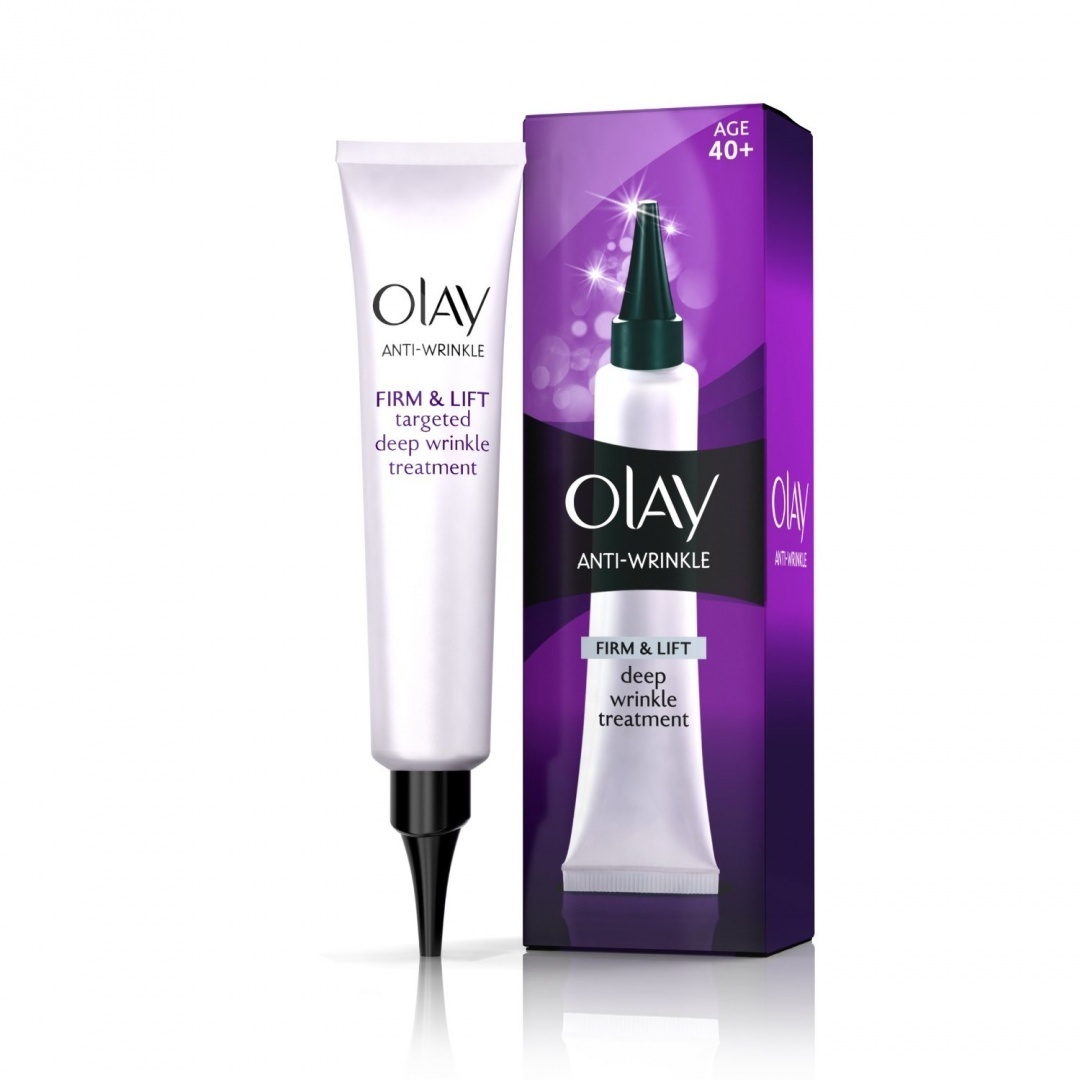 Olay
ANTI-WRINKLE
FIRM & LIFT
targeted
deep wrinkle
treatment
AGE
40+
Olay
ANTI-WRINKLE
FIRM & LIFT
deep
wrinkle
treatment
Olay
ANTI-WRINKLE